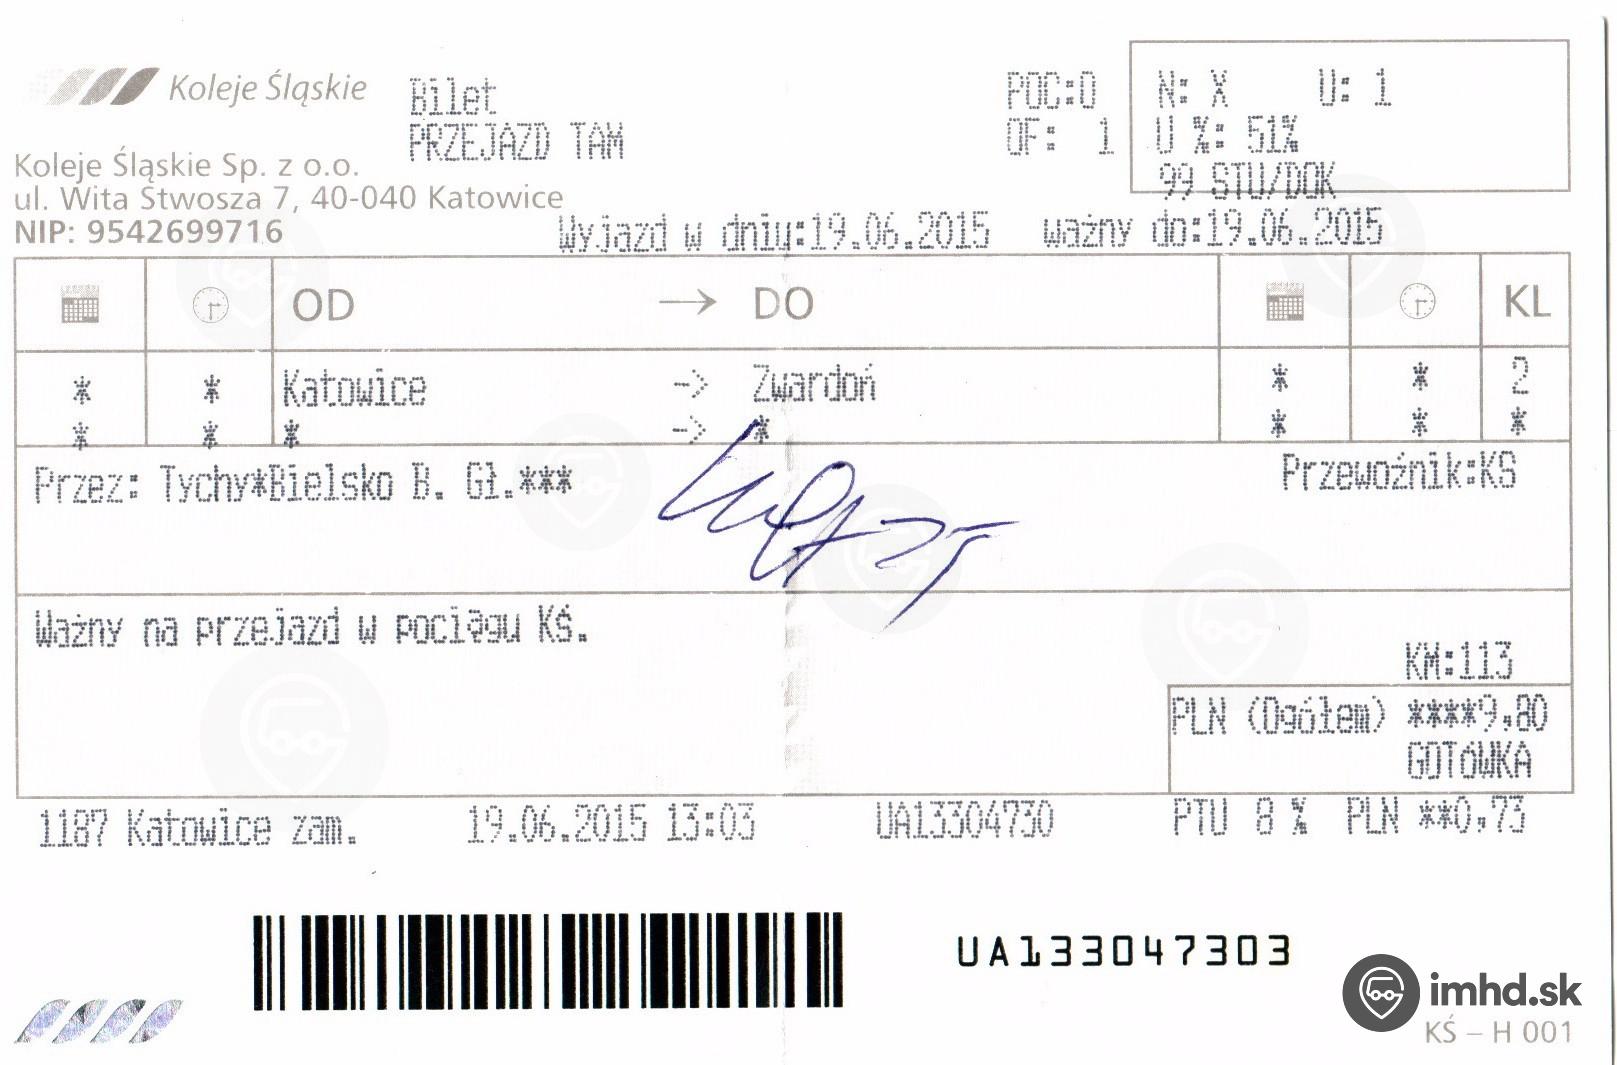 Koleje Śląskie
Bilet
PRZEJAZD TAM
POC:0
OF: 1
N: X U: 1
U %: 51%
99 STU/DOK
Koleje Śląskie Sp. z o.o.
ul. Wita Stwosza 7, 40-040 Katowice
NIP: 9542699716
Wyjazd w dniu:19.06.2015 ważny do:19.06.2015
OD → DO KL
* * Katowice -> Zwardoń * * 2
* * * -> * * * *
Przez: Tychy*Bielsko B. Gł.*** Przewoźnik:KS
Ważny na przejazd w pociągu KŚ.
KM:113
PLN (Ogółem) ****9,80
GOTÓWKA
1187 Katowice zam. 19.06.2015 13:03 UA13304730 PTU 8 % PLN **0,73
UA133047303
imhd.sk
KŚ – H 001